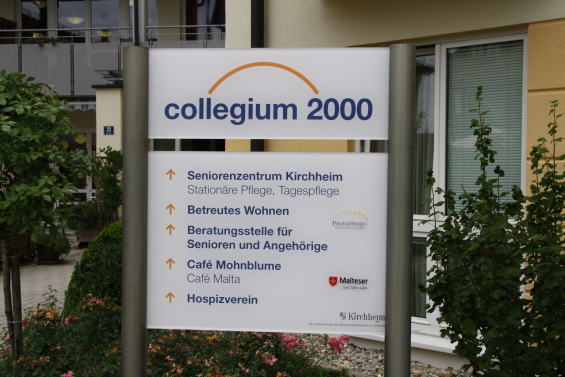 collegium 2000
↑ Seniorenzentrum Kirchheim
Stationäre Pflege, Tagespflege
↑ Betreutes Wohnen
↑ Beratungsstelle für
Senioren und Angehörige
PflegeStern
↑ Café Mohnblume
Café Malta
Malteser
↑ Hospizverein
Kirchheim